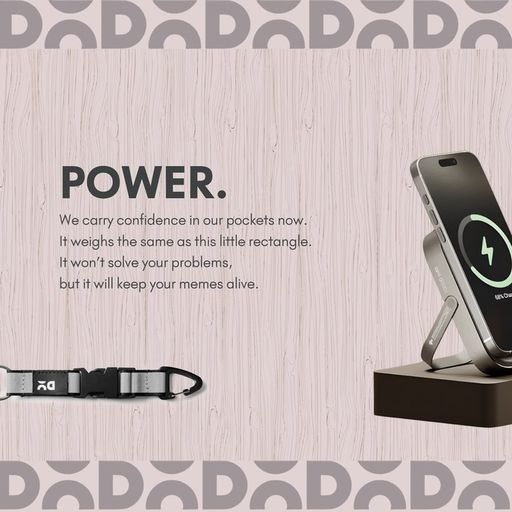 POWER.
We carry confidence in our pockets now.
It weighs the same as this little rectangle.
It won’t solve your problems,
but it will keep your memes alive.